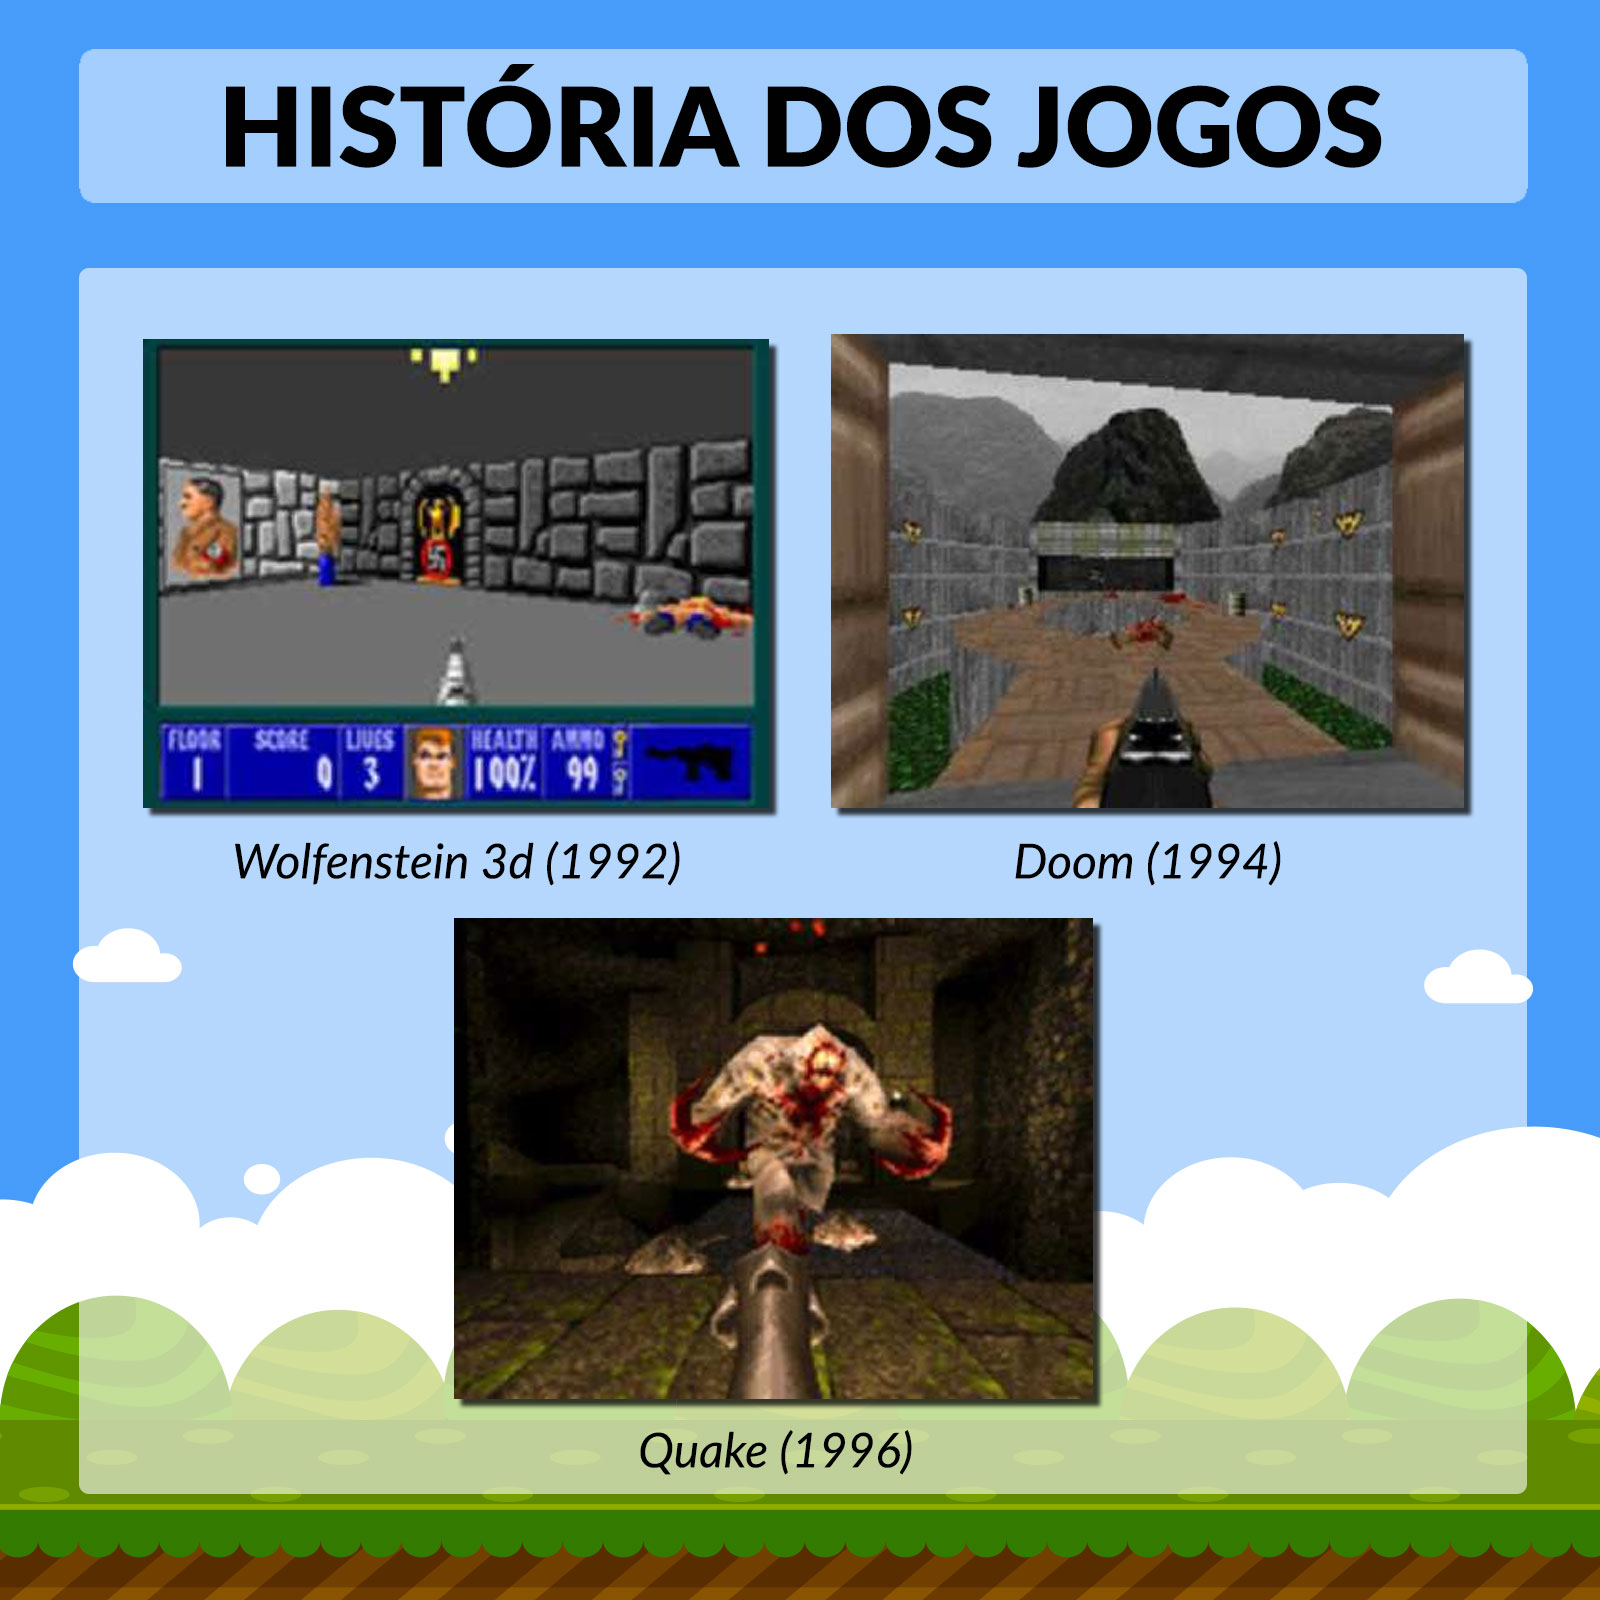 HISTÓRIA DOS JOGOS
FLOOR SCORE LIVES HEALTH AMMO
1 0 3 100% 99
Wolfenstein 3d (1992)
Doom (1994)
Quake (1996)